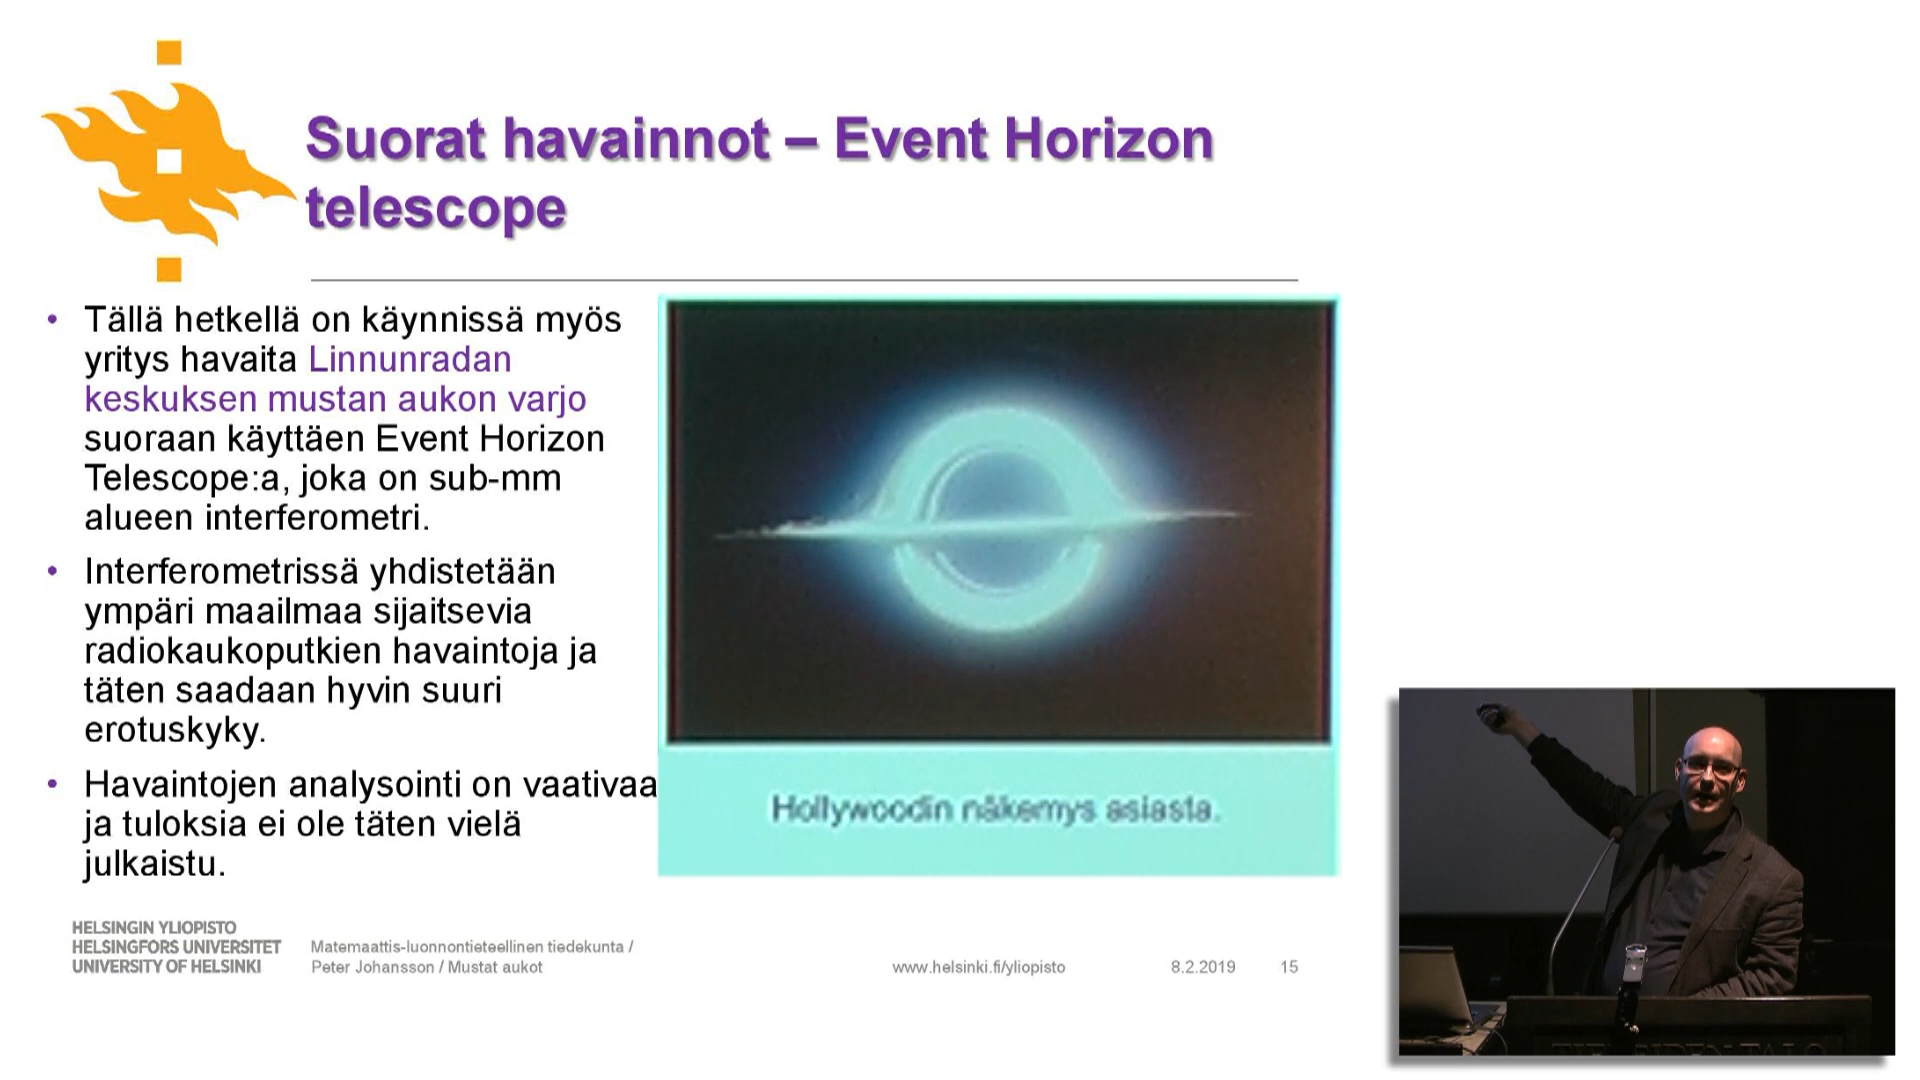 Suorat havainnot – Event Horizon
telescope
• Tällä hetkellä on käynnissä myös
yritys havaita Linnunradan
keskuksen mustan aukon varjo
suoraan käyttäen Event Horizon
Telescope:a, joka on sub-mm
alueen interferometri.
• Interferometrissä yhdistetään
ympäri maailmaa sijaitsevia
radiokaukoputkien havaintoja ja
täten saadaan hyvin suuri
erotuskyky.
• Havaintojen analysointi on vaativaa
ja tuloksia ei ole täten vielä
julkaistu.
Hollywoodin näkemys asiasta.
HELSINGIN YLIOPISTO
HELSINGFORS UNIVERSITET
UNIVERSITY OF HELSINKI
Matemaattis-luonnontieteellinen tiedekunta /
Peter Johansson / Mustat aukot
www.helsinki.fi/yliopisto
8.2.2019
15